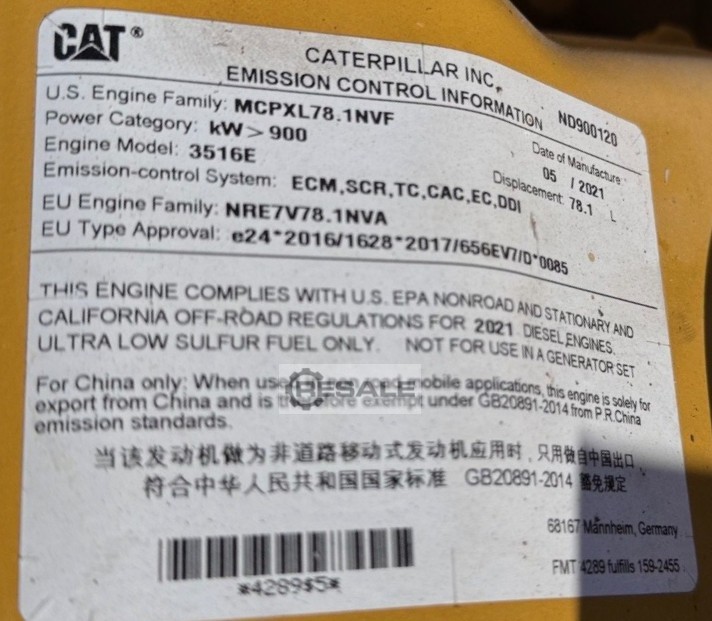 CAT®
CATERPILLAR INC.
EMISSION CONTROL INFORMATION
ND900120
U.S. Engine Family: MCPXL78.1NVF
Power Category: kW > 900
Date of Manufacture
Engine Model: 3516E
05 / 2021
Emission-control System: ECM,SCR,TC,CAC,EC,DDI
Displacement: 78.1 L
EU Engine Family: NRE7V78.1NVA
EU Type Approval: e24*2016/1628*2017/656EV7/D*0085
THIS ENGINE COMPLIES WITH U.S. EPA NONROAD AND STATIONARY AND
CALIFORNIA OFF-ROAD REGULATIONS FOR 2021 DIESEL ENGINES.
ULTRA LOW SULFUR FUEL ONLY. NOT FOR USE IN A GENERATOR SET
For China only: When use mobile applications, this engine is solely for
export from China and is exempt under GB20891-2014 from P.R.China
emission standards.
当该发动机做为非道路移动式发动机应用时, 只用做自中国出口
符合中华人民共和国国家标准 GB20891-2014 豁免规定
68167 Mannheim, Germany
FMT 4289 fulfills 159-2455
*4289$5*